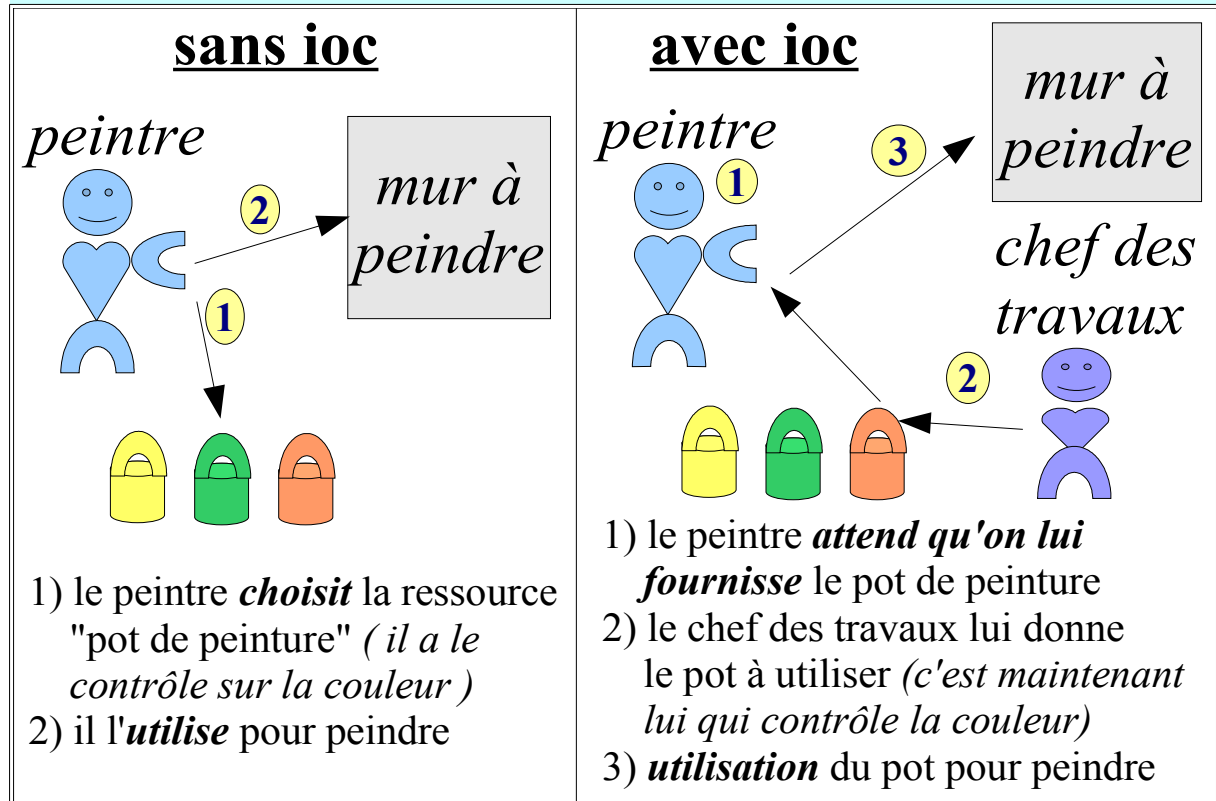 sans ioc
peintre
mur à
peindre
2
1
1) le peintre choisit la ressource
"pot de peinture" ( il a le
contrôle sur la couleur )
2) il l'utilise pour peindre
avec ioc
peintre
1
3
mur à
peindre
chef des
travaux
2
1) le peintre attend qu'on lui
fournisse le pot de peinture
2) le chef des travaux lui donne
le pot à utiliser (c'est maintenant
lui qui contrôle la couleur)
3) utilisation du pot pour peindre